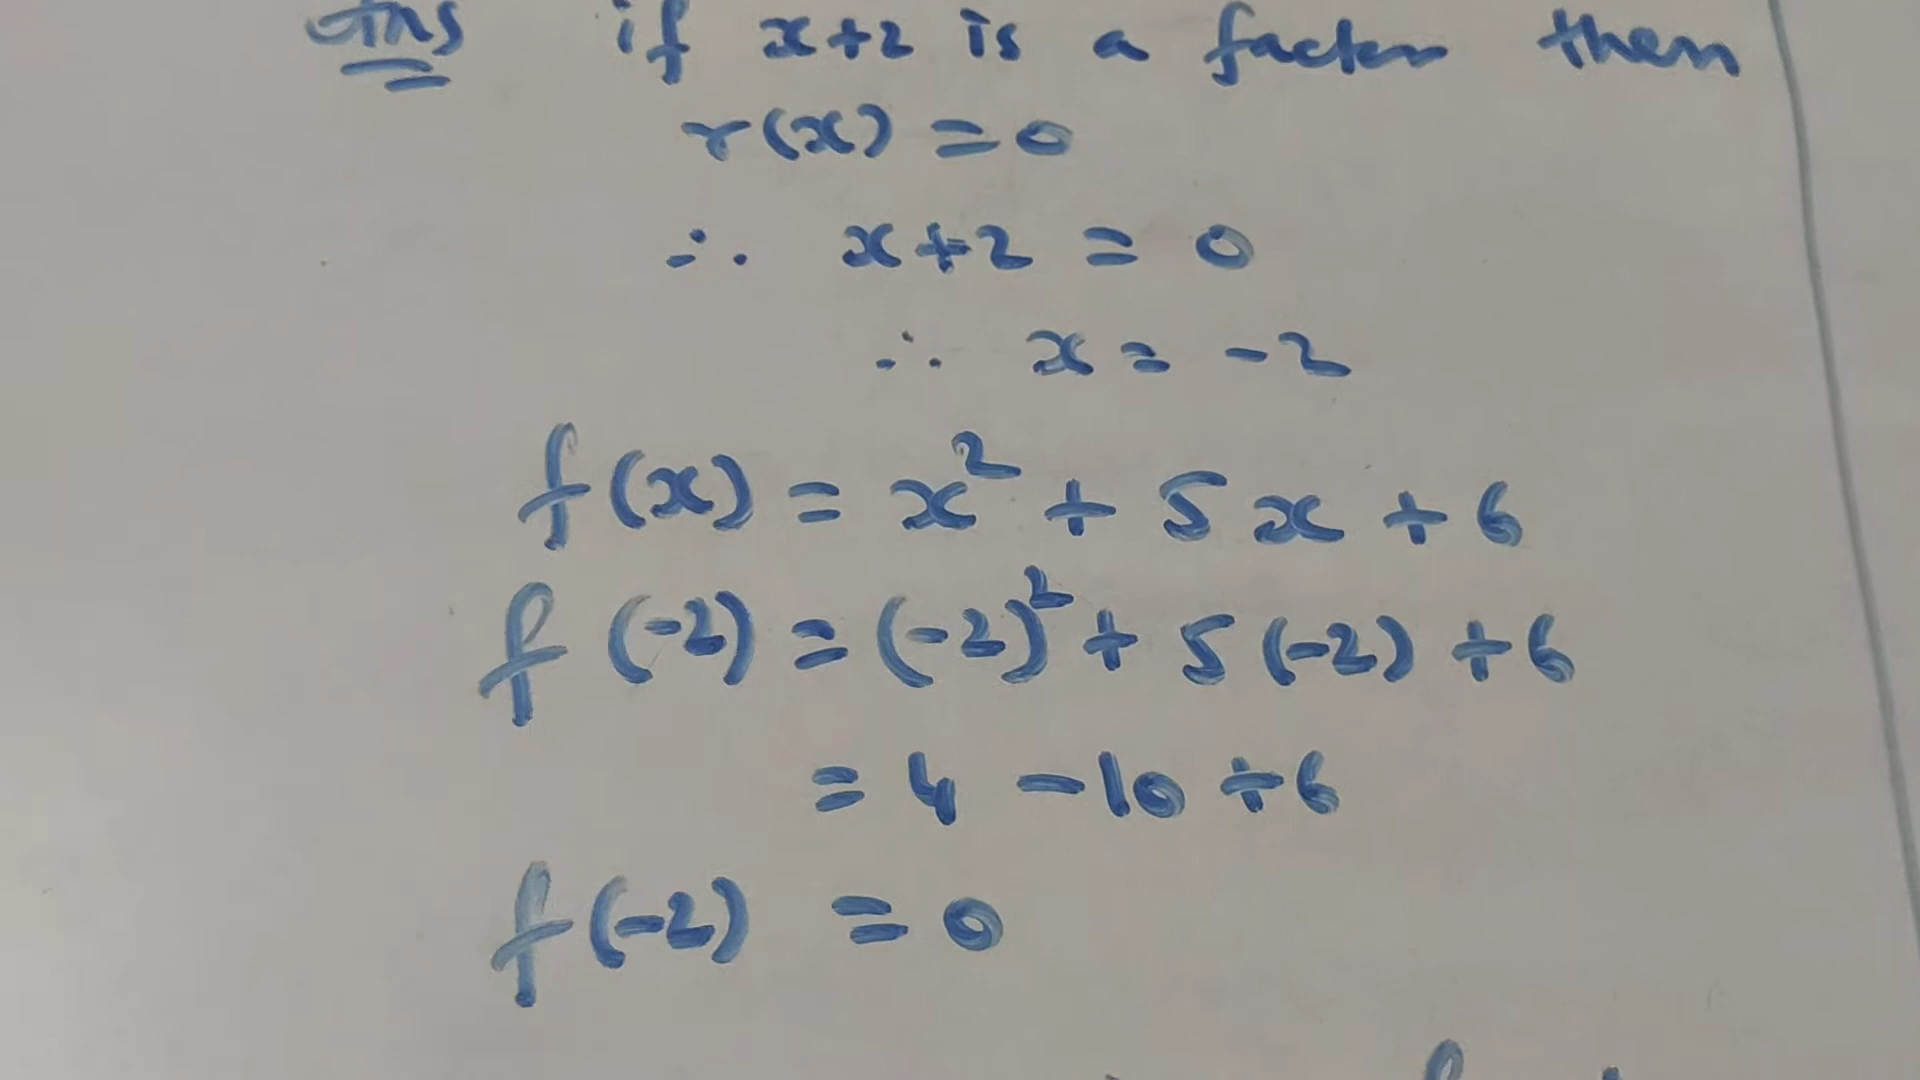 Ans if x+2 is a factor then
r(x) = 0
∴ x+2 = 0
∴ x = -2
f(x) = x² + 5x + 6
f(-2) = (-2)² + 5(-2) + 6
= 4 - 10 + 6
f(-2) = 0